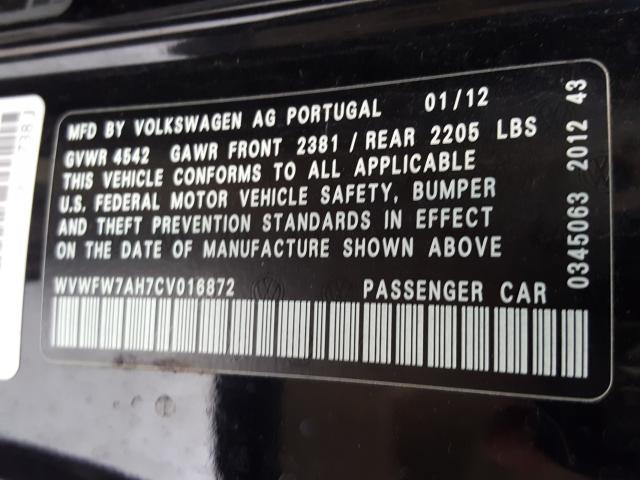 MFD BY VOLKSWAGEN AG PORTUGAL 01/12
GVWR 4542 GAWR FRONT 2381 / REAR 2205 LBS
THIS VEHICLE CONFORMS TO ALL APPLICABLE
U.S. FEDERAL MOTOR VEHICLE SAFETY, BUMPER
AND THEFT PREVENTION STANDARDS IN EFFECT
ON THE DATE OF MANUFACTURE SHOWN ABOVE
WVWFW7AH7CV016872 PASSENGER CAR
0345063 2012 43